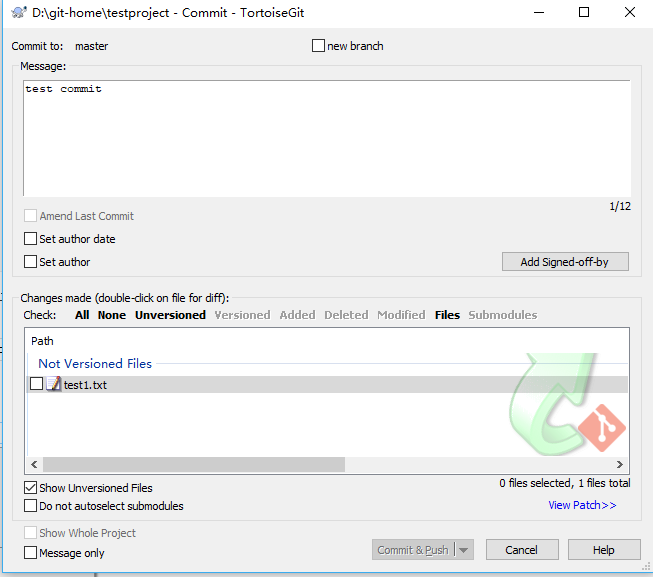 D:\git-home\testproject - Commit - TortoiseGit
Commit to: master new branch
Message:
test commit
1/12
Amend Last Commit
Set author date
Set author
Add Signed-off-by
Changes made (double-click on file for diff):
Check: All None Unversioned Versioned Added Deleted Modified Files Submodules
Path
Not Versioned Files
test1.txt
Show Unversioned Files
0 files selected, 1 files total
Do not autoselect submodules
View Patch>>
Show Whole Project
Message only
Commit & Push
Cancel
Help